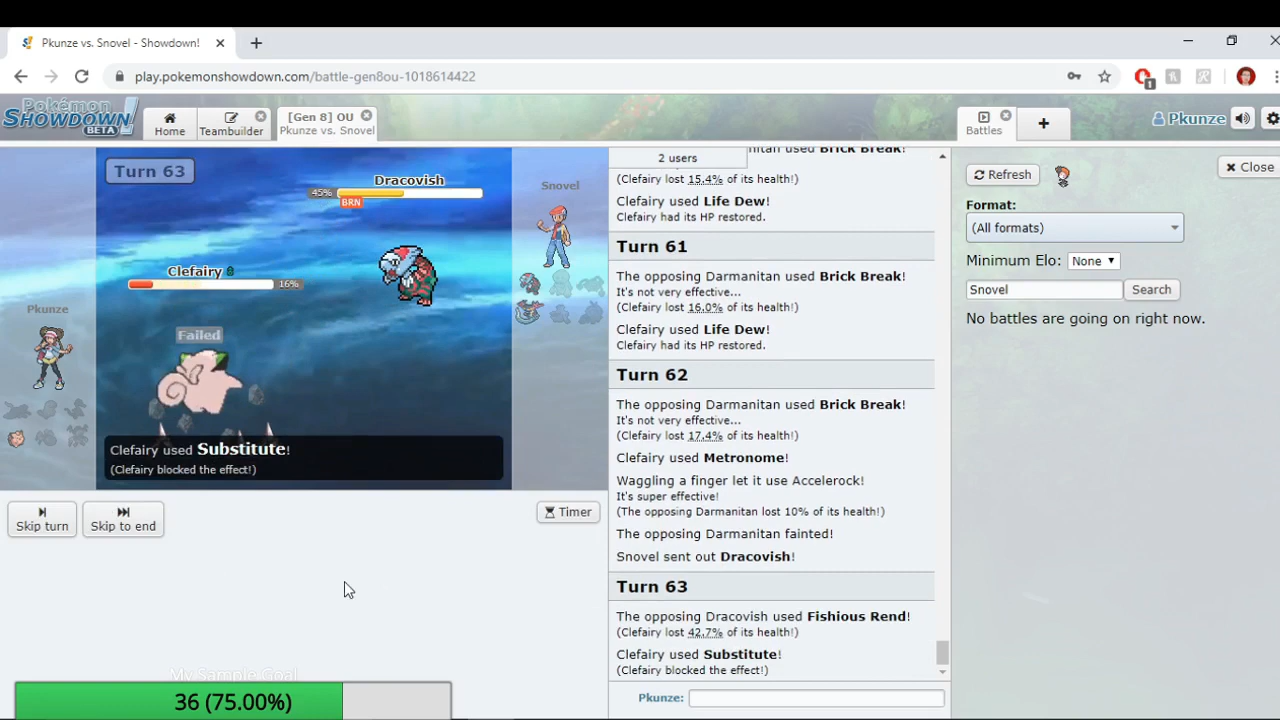 Pkunze vs. Snovel - Showdown!
play.pokemonshowdown.com/battle-gen8ou-1018614422
1
Pokémon
SHOWDOWN!
BETA
Home
Teambuilder
[Gen 8] OU
Pkunze vs. Snovel
Battles
Pkunze
Turn 63
Dracovish
45%
BRN
Clefairy
16%
Snovel
Pkunze
Failed
Clefairy used Substitute!
(Clefairy blocked the effect!)
Skip turn
Skip to end
Timer
My Sample Goal
36 (75.00%)
2 users
ntan used Brick Break!
(Clefairy lost 15.4% of its health!)
Clefairy used Life Dew!
Clefairy had its HP restored.
Turn 61
The opposing Darmanitan used Brick Break!
It's not very effective...
(Clefairy lost 16.0% of its health!)
Clefairy used Life Dew!
Clefairy had its HP restored.
Turn 62
The opposing Darmanitan used Brick Break!
It's not very effective...
(Clefairy lost 17.4% of its health!)
Clefairy used Metronome!
Waggling a finger let it use Accelerock!
It's super effective!
(The opposing Darmanitan lost 10% of its health!)
The opposing Darmanitan fainted!
Snovel sent out Dracovish!
Turn 63
The opposing Dracovish used Fishious Rend!
(Clefairy lost 42.7% of its health!)
Clefairy used Substitute!
(Clefairy blocked the effect!)
Pkunze:
Refresh
Close
Format:
(All formats)
Minimum Elo: None
Snovel
Search
No battles are going on right now.